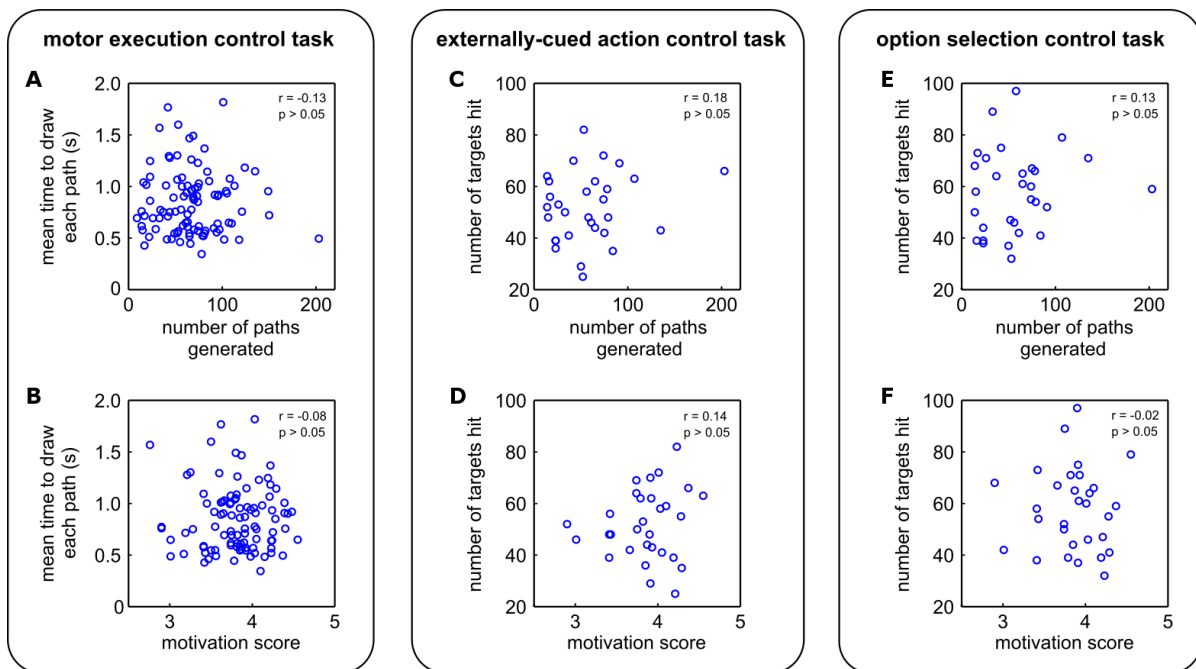 motor execution control task
A
2.0
1.5
1.0
0.5
0
mean time to draw
each path (s)
r = -0.13
p > 0.05
0
100
200
number of paths
generated
B
2.0
1.5
1.0
0.5
0
mean time to draw
each path (s)
r = -0.08
p > 0.05
3
4
5
motivation score
externally-cued action control task
C
100
80
60
40
20
number of targets hit
r = 0.18
p > 0.05
0
100
200
number of paths
generated
D
100
80
60
40
20
number of targets hit
r = 0.14
p > 0.05
3
4
5
motivation score
option selection control task
E
100
80
60
40
20
number of targets hit
r = 0.13
p > 0.05
0
100
200
number of paths
generated
F
100
80
60
40
20
number of targets hit
r = -0.02
p > 0.05
3
4
5
motivation score